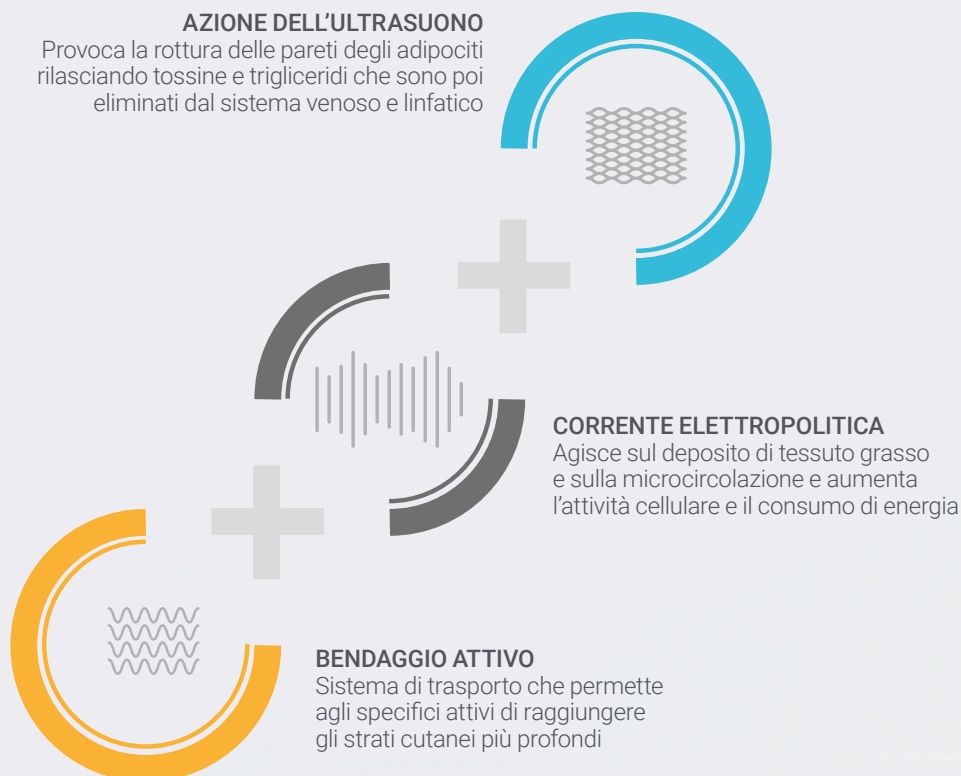 AZIONE DELL'ULTRASUONO
Provoca la rottura delle pareti degli adipociti
rilasciando tossine e trigliceridi che sono poi
eliminati dal sistema venoso e linfatico
CORRENTE ELETTROPOLITICA
Agisce sul deposito di tessuto grasso
e sulla microcircolazione e aumenta
l'attività cellulare e il consumo di energia
BENDAGGIO ATTIVO
Sistema di trasporto che permette
agli specifici attivi di raggiungere
gli strati cutanei più profondi